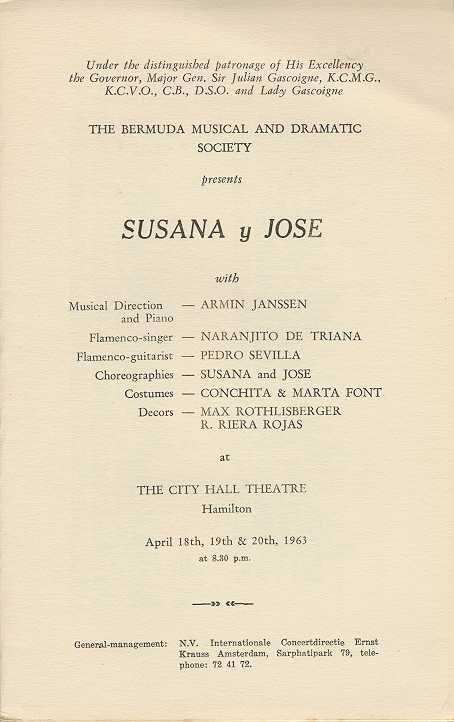 Under the distinguished patronage of His Excellency
the Governor, Major Gen. Sir Julian Gascoigne, K.C.M.G.,
K.C.V.O., C.B., D.S.O. and Lady Gascoigne
THE BERMUDA MUSICAL AND DRAMATIC
SOCIETY
presents
SUSANA y JOSE
with
Musical Direction and Piano — ARMIN JANSSEN
Flamenco-singer — NARANJITO DE TRIANA
Flamenco-guitarist — PEDRO SEVILLA
Choreographies — SUSANA and JOSE
Costumes — CONCHITA & MARTA FONT
Decors — MAX ROTHLISBERGER
R. RIERA ROJAS
at
THE CITY HALL THEATRE
Hamilton
April 18th, 19th & 20th, 1963
at 8.30 p.m.
General-management: N.V. Internationale Concertdirectie Ernst
Krauss Amsterdam, Sarphatipark 79, tele-
phone: 72 41 72.